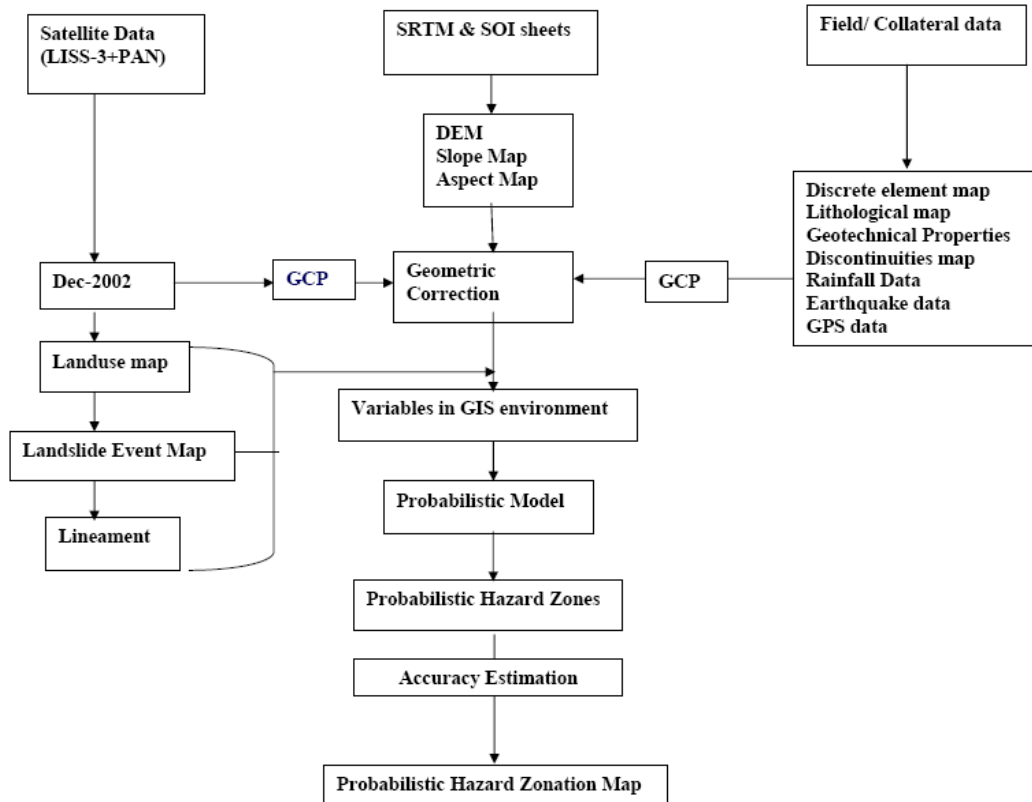 Satellite Data
(LISS-3+PAN)
SRTM & SOI sheets
Field/ Collateral data
DEM
Slope Map
Aspect Map
Discrete element map
Lithological map
Geotechnical Properties
Discontinuities map
Rainfall Data
Earthquake data
GPS data
Dec-2002
GCP
Geometric
Correction
GCP
Landuse map
Landslide Event Map
Lineament
Variables in GIS environment
Probabilistic Model
Probabilistic Hazard Zones
Accuracy Estimation
Probabilistic Hazard Zonation Map